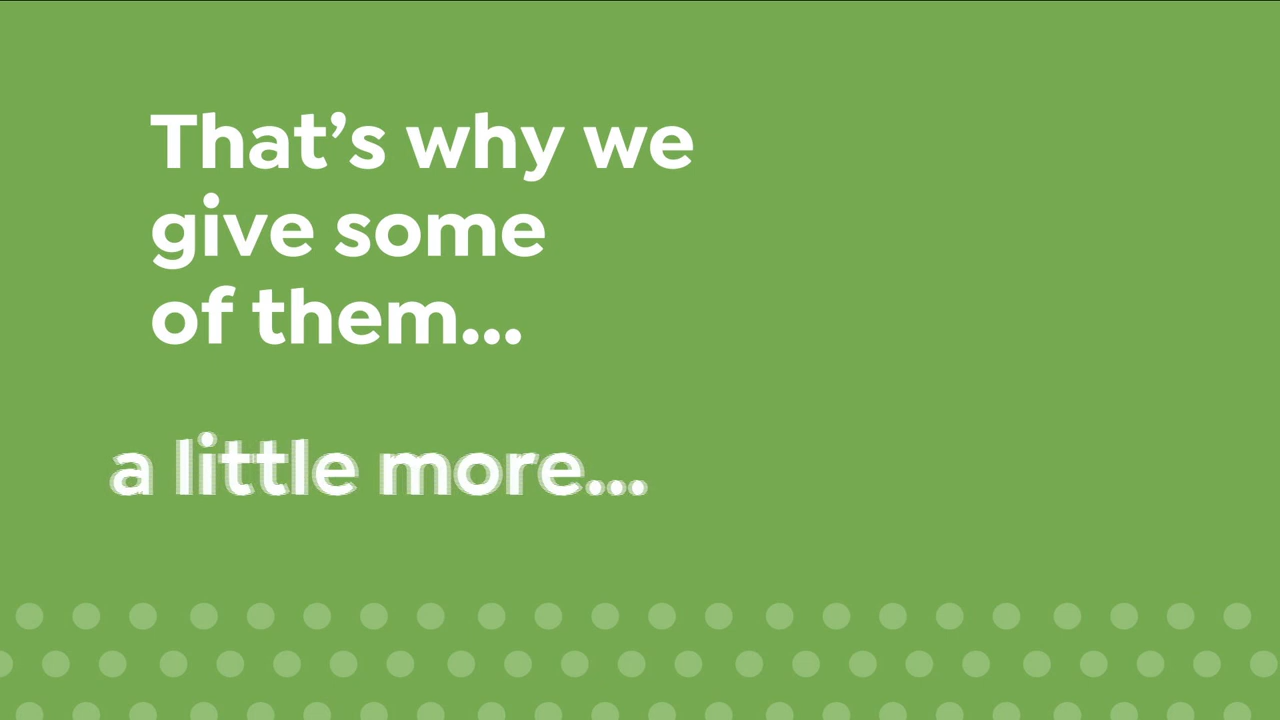 That’s why we
give some
of them...
a little more...